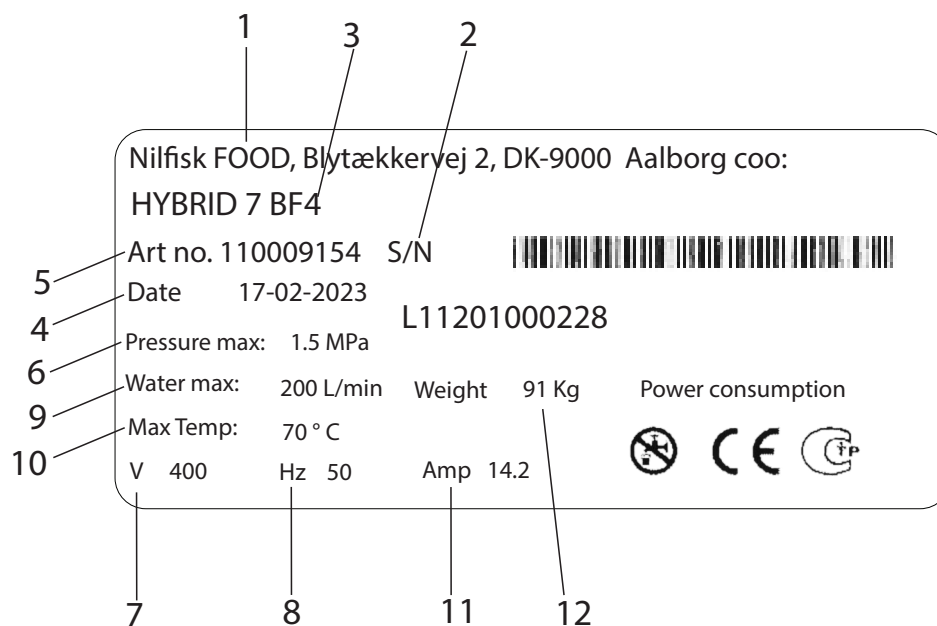 1 3 2
Nilfisk FOOD, Blytækkervej 2, DK-9000 Aalborg coo:
HYBRID 7 BF4
5 Art no. 110009154 S/N
4 Date 17-02-2023
L11201000228
6 Pressure max: 1.5 MPa
9 Water max: 200 L/min Weight 91 Kg Power consumption
10 Max Temp: 70 ° C
CE CTP
V 400 Hz 50 Amp 14.2
7 8 11 12